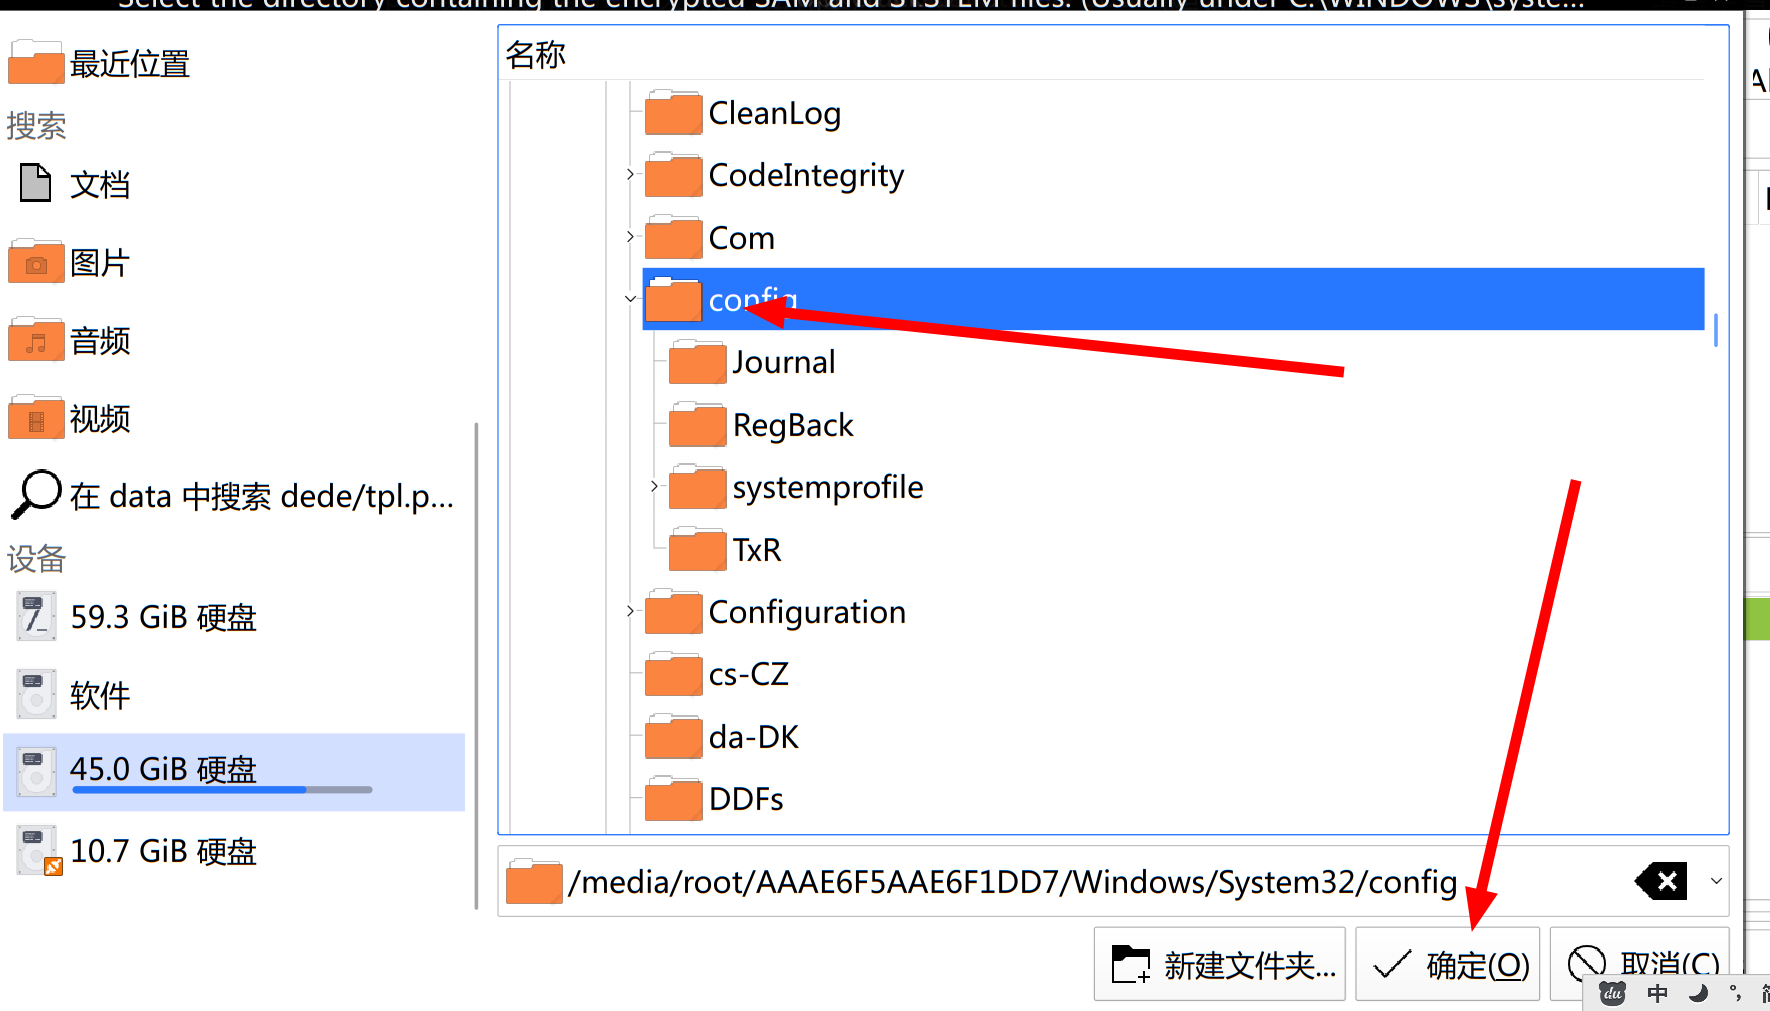 Select the directory containing the encrypted SAM and SYSTEM files. (Usually under C:\WINDOWS\syste...
最近位置
搜索
文档
图片
音频
视频
在 data 中搜索 dede/tpl.p...
设备
59.3 GiB 硬盘
软件
45.0 GiB 硬盘
10.7 GiB 硬盘
名称
CleanLog
CodeIntegrity
Com
config
Journal
RegBack
systemprofile
TxR
Configuration
cs-CZ
da-DK
DDFs
/media/root/AAAE6F5AAE6F1DD7/Windows/System32/config
新建文件夹...
确定(O)
取消(C)
du 中